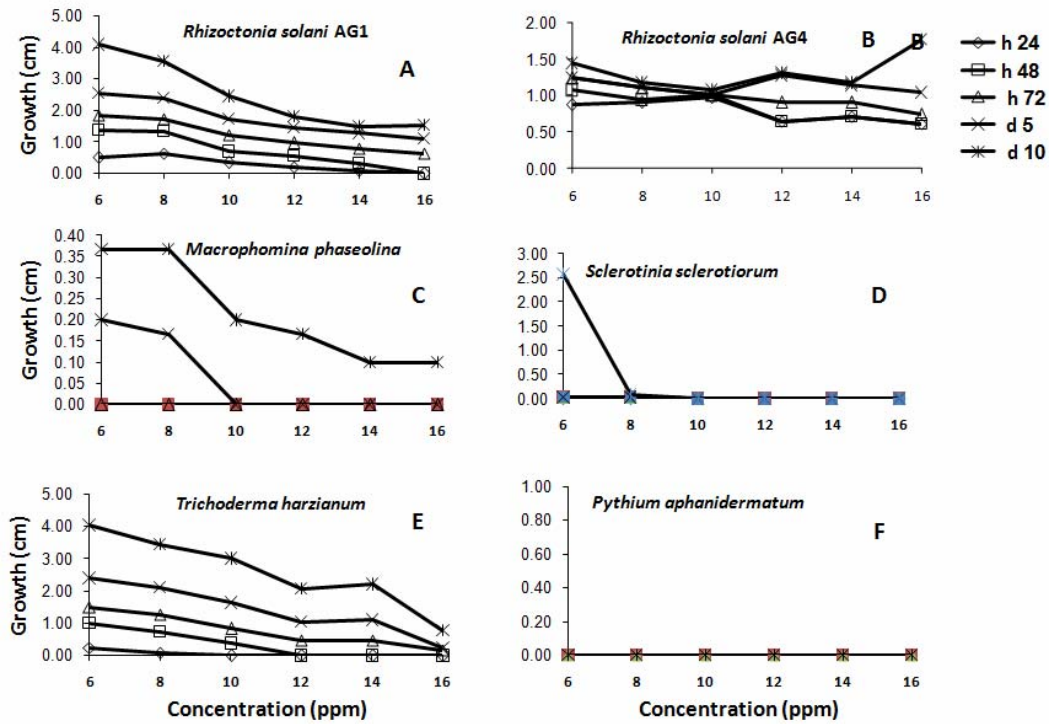 Rhizoctonia solani AG1
A
Growth (cm)
5.00
4.00
3.00
2.00
1.00
0.00
6 8 10 12 14 16
Rhizoctonia solani AG4
B B
2.00
1.50
1.00
0.50
0.00
6 8 10 12 14 16
h 24
h 48
h 72
d 5
d 10
Macrophomina phaseolina
C
Growth (cm)
0.40
0.35
0.30
0.25
0.20
0.15
0.10
0.05
0.00
6 8 10 12 14 16
Sclerotinia sclerotiorum
D
3.00
2.50
2.00
1.50
1.00
0.50
0.00
6 8 10 12 14 16
Trichoderma harzianum
E
Growth (cm)
5.00
4.00
3.00
2.00
1.00
0.00
6 8 10 12 14 16
Concentration (ppm)
Pythium aphanidermatum
F
1.00
0.80
0.60
0.40
0.20
0.00
6 8 10 12 14 16
Concentration (ppm)